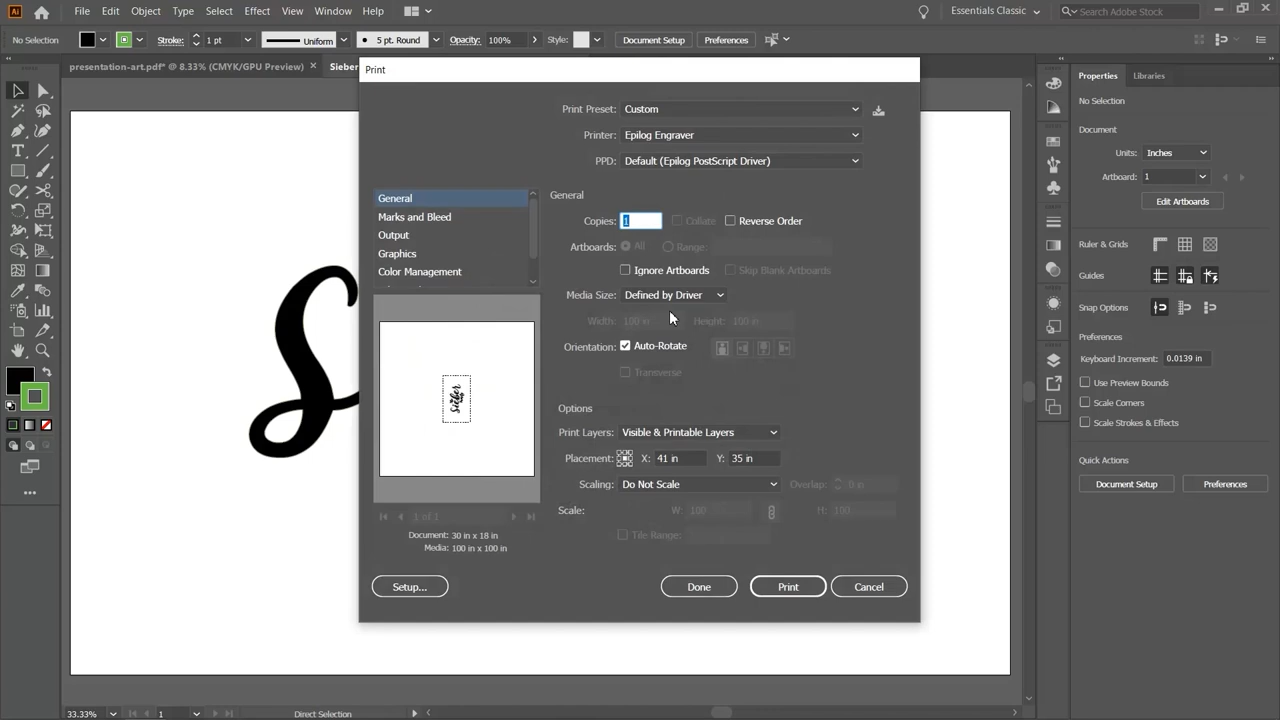 Ai File Edit Object Type Select Effect View Window Help Essentials Classic Search Adobe Stock
No Selection Stroke: 1 pt Uniform 5 pt. Round Opacity: 100% Style: Document Setup Preferences
presentation-art.pdf* @ 8.33% (CMYK/GPU Preview) × Sieber
Print
Print Preset: Custom
Printer: Epilog Engraver
PPD: Default (Epilog PostScript Driver)
General
Marks and Bleed
Output
Graphics
Color Management
General
Copies: 1 Collate Reverse Order
Artboards: All Range:
Ignore Artboards Skip Blank Artboards
Media Size: Defined by Driver
Width: 100 in Height: 100 in
Orientation: Auto-Rotate
Transverse
Options
Print Layers: Visible & Printable Layers
Placement: X: 41 in Y: 35 in
Scaling: Do Not Scale Overlap: 0 in
Scale: W: 100 H: 100
Tile Range:
S
Sieber
1 of 1
Document: 30 in x 18 in
Media: 100 in x 100 in
Setup... Done Print Cancel
Properties Libraries
No Selection
Document
Units: Inches
Artboard: 1
Edit Artboards
Ruler & Grids
Guides
Snap Options
Preferences
Keyboard Increment: 0.0139 in
Use Preview Bounds
Scale Corners
Scale Strokes & Effects
Quick Actions
Document Setup Preferences
33.33% 1 Direct Selection